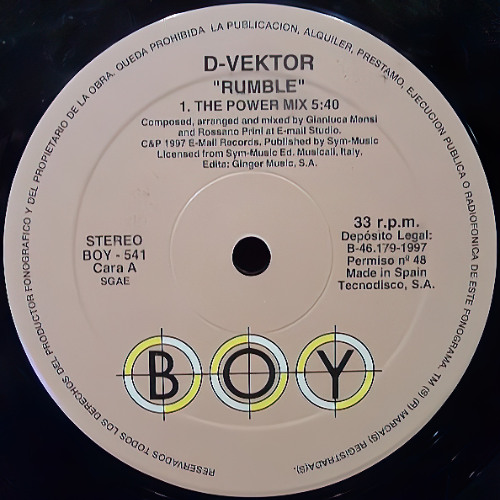 RESERVADOS TODOS LOS DERECHOS DEL PRODUCTOR FONOGRAFICO Y DEL PROPIETARIO DE LA OBRA. QUEDA PROHIBIDA LA PUBLICACION, ALQUILER, PRESTAMO, EJECUCION PUBLICA O RADIOFONICA DE ESTE FONOGRAMA. TM (9) (R) MARCA(S) REGISTRADA(S).
D-VEKTOR
"RUMBLE"
1. THE POWER MIX 5:40
Composed, arranged and mixed by Gianluca Mensi
and Rossano Prini at E-mail Studio.
C&P 1997 E-Mail Records. Published by Sym-Music
Licensed from Sym-Music Ed. Musicali, Italy.
Edita: Ginger Music, S.A.
STEREO
BOY - 541
Cara A
SGAE
33 r.p.m.
Depósito Legal:
B-46.179-1997
Permiso nº 48
Made in Spain
Tecnodisco, S.A.
BOY